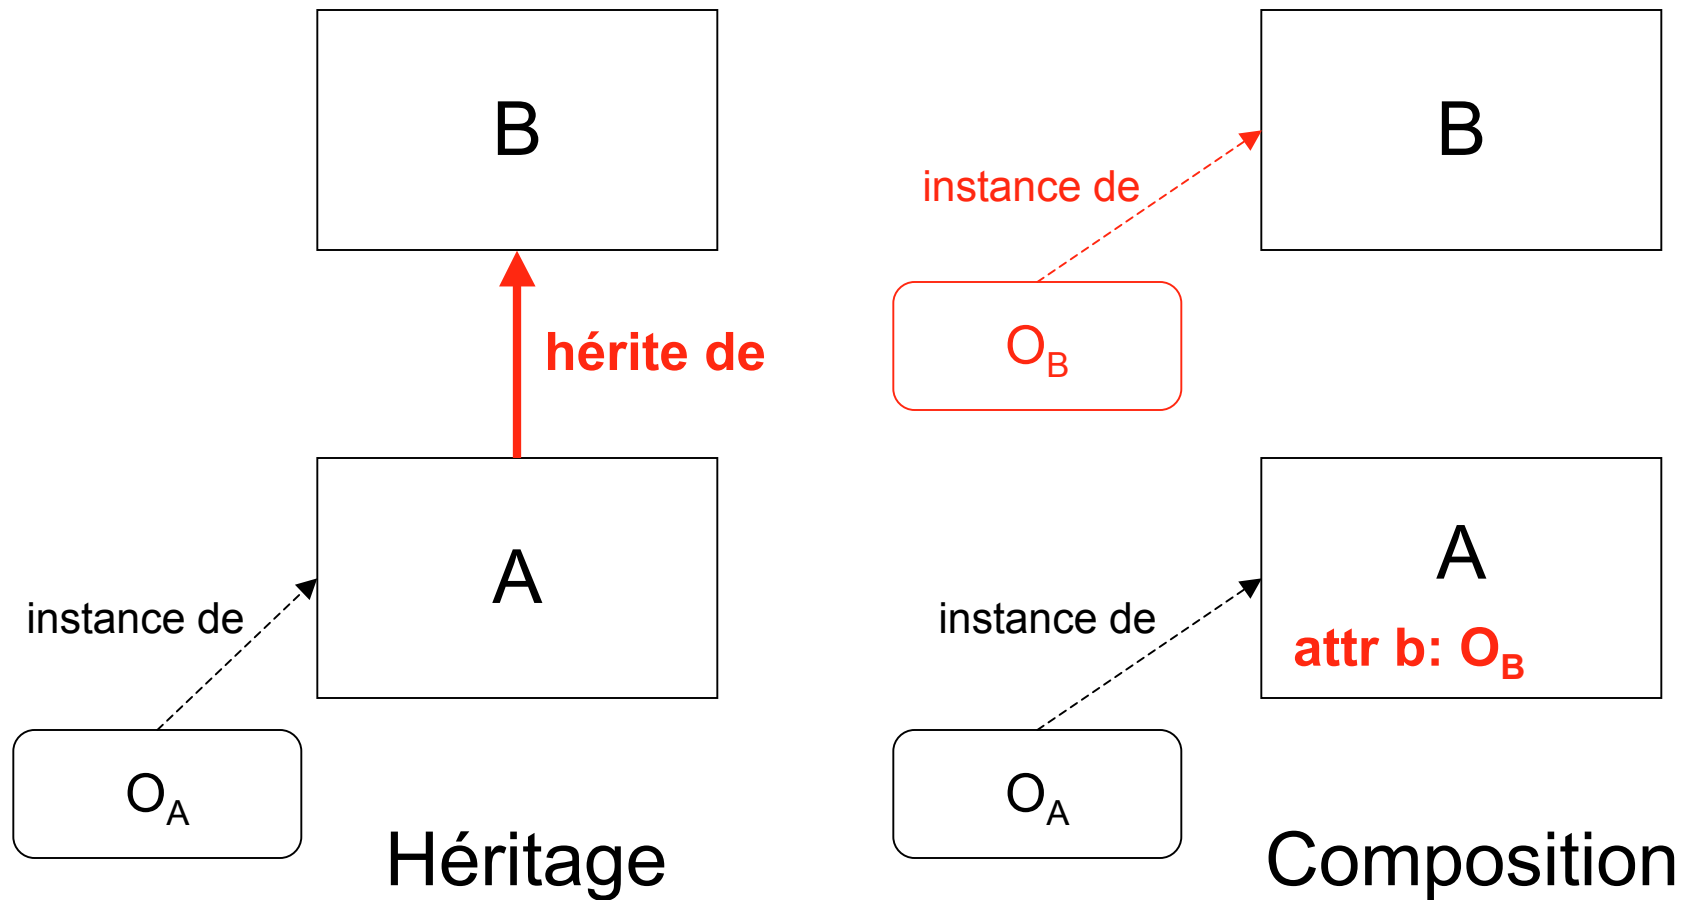 B
hérite de
A
instance de
O_A
Héritage
B
instance de
O_B
A
attr b: O_B
instance de
O_A
Composition